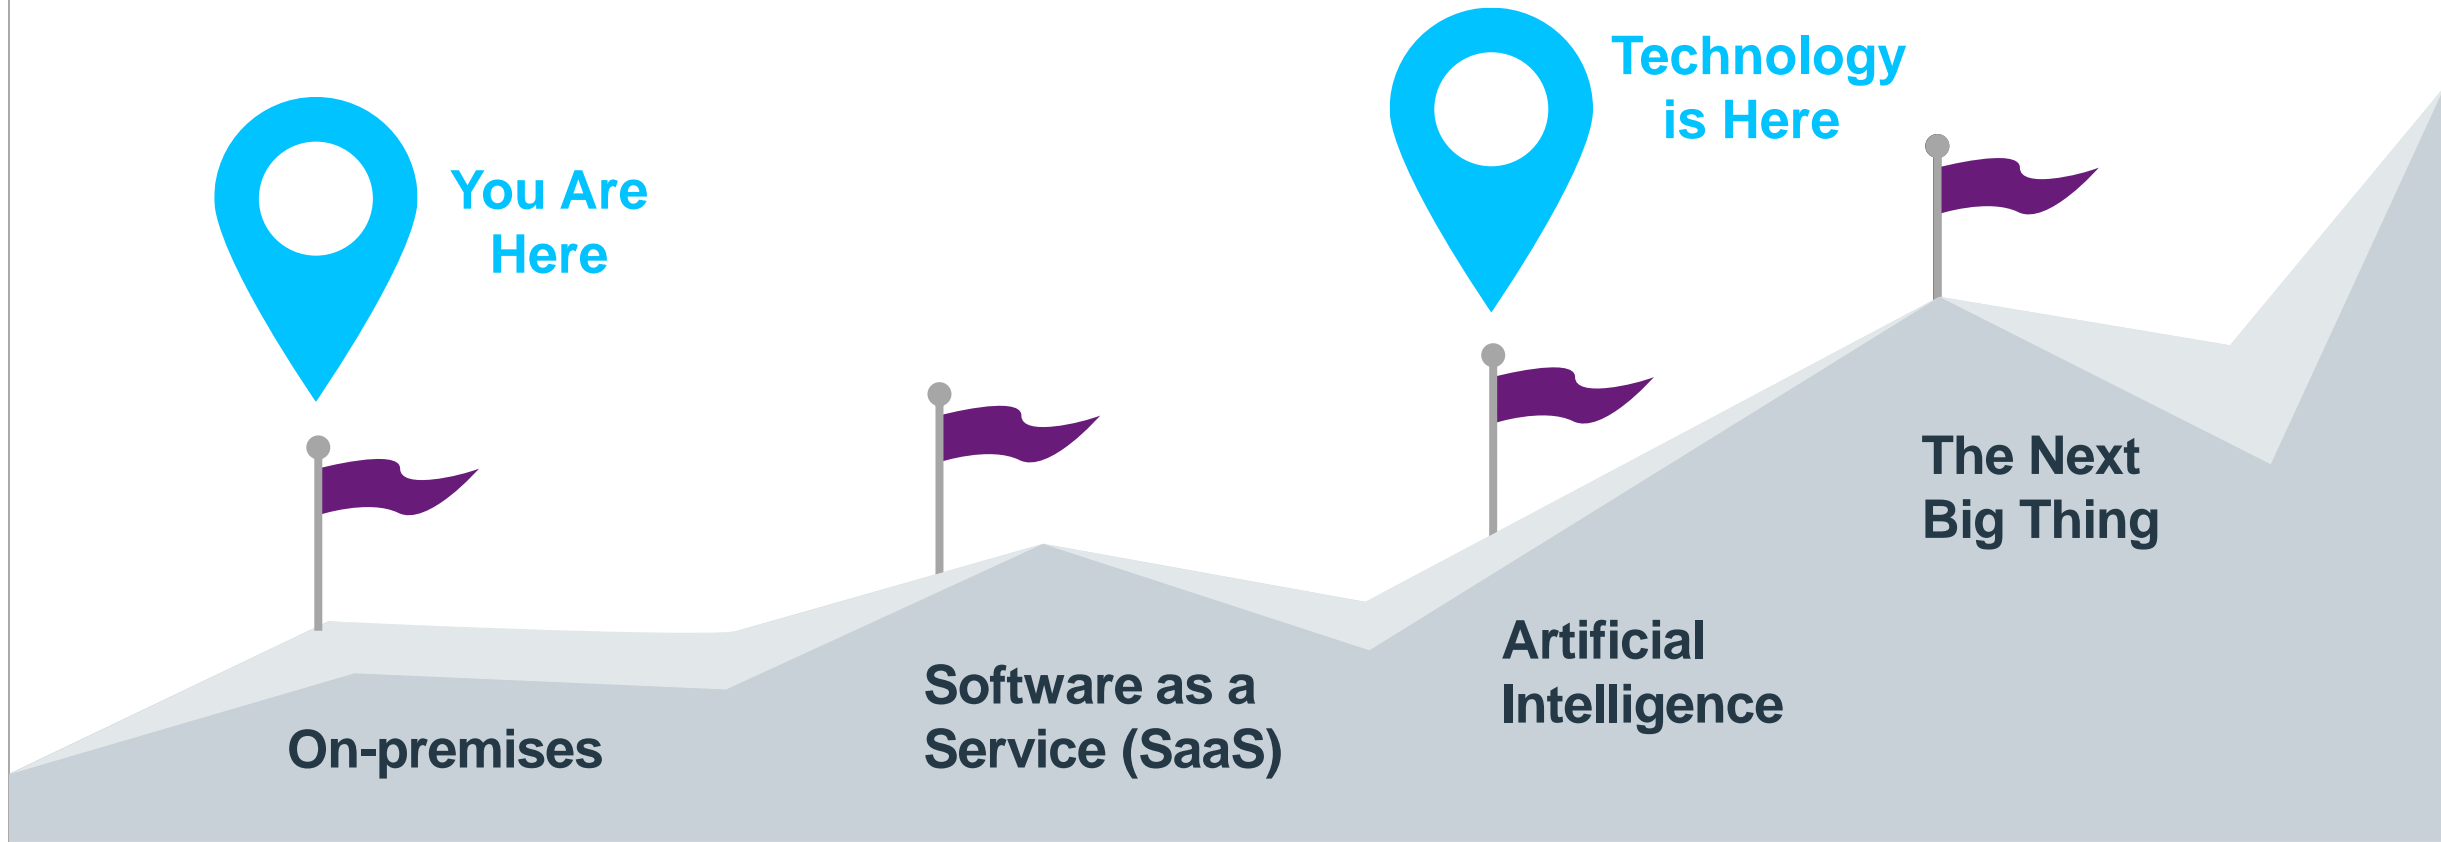 You Are
Here
Technology
is Here
On-premises
Software as a
Service (SaaS)
Artificial
Intelligence
The Next
Big Thing